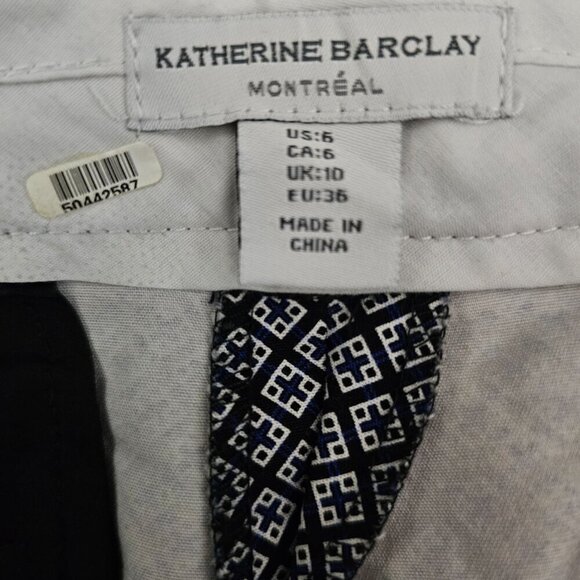 KATHERINE BARCLAY
MONTRÉAL
US:6
CA:6
UK:10
EU:36
MADE IN
CHINA
50442587